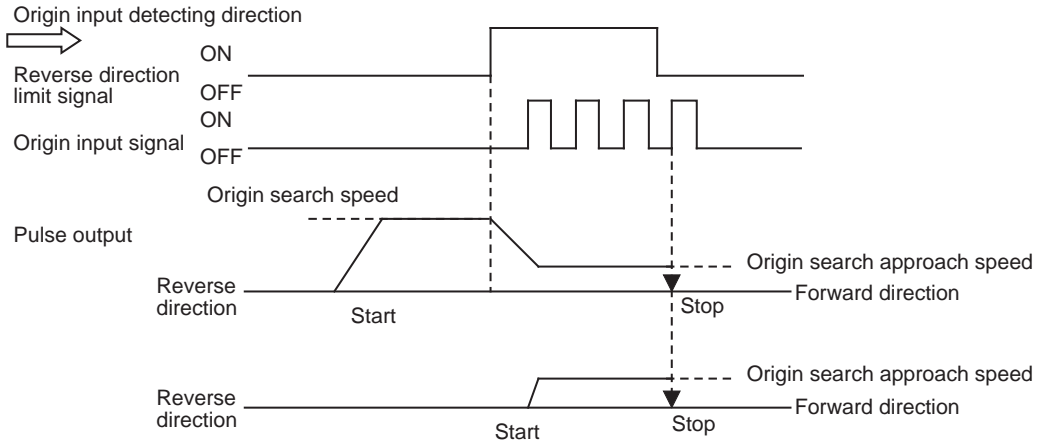 Origin input detecting direction
ON
Reverse direction
limit signal
OFF
ON
Origin input signal
OFF
Origin search speed
Pulse output
Origin search approach speed
Reverse
direction
Forward direction
Start
Stop
Origin search approach speed
Reverse
direction
Forward direction
Start
Stop